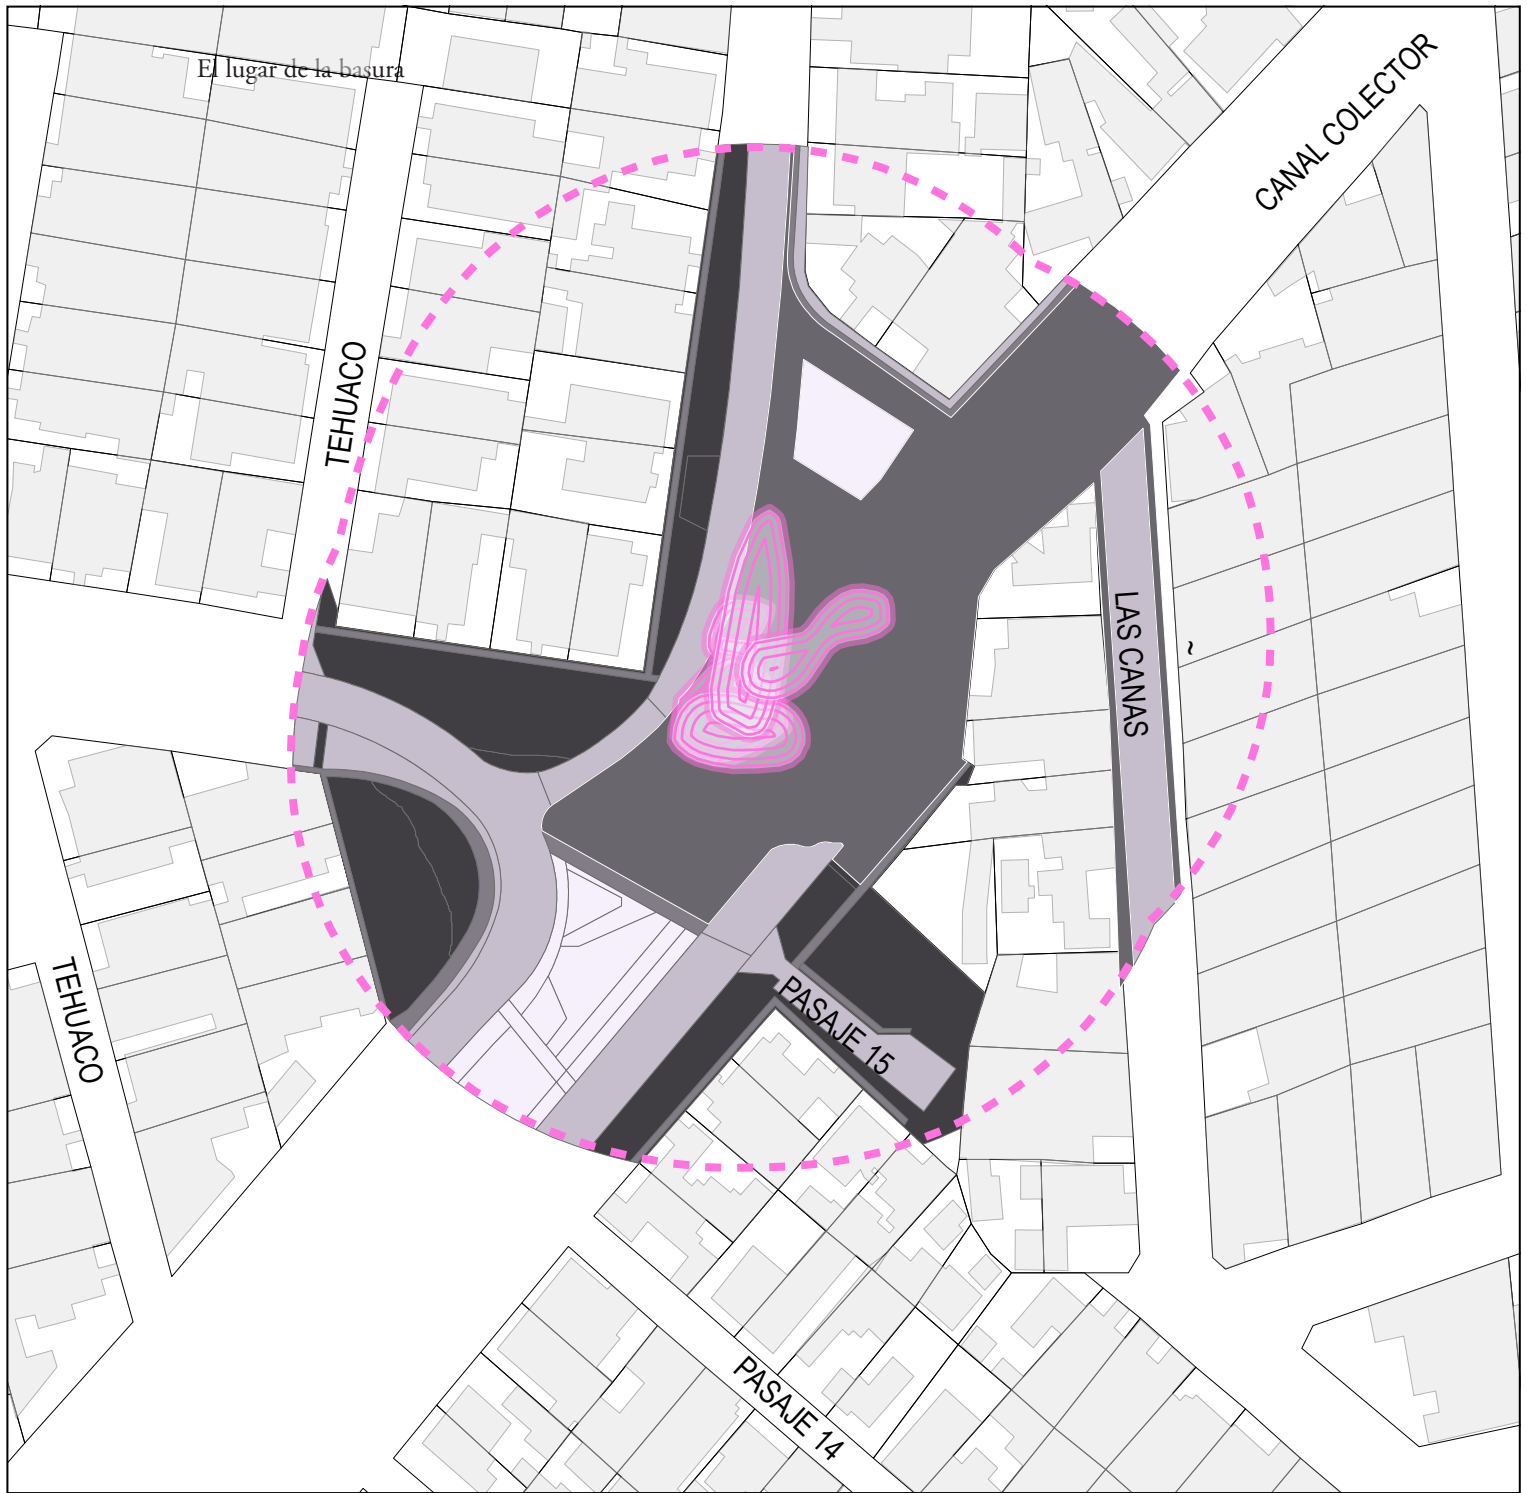 El lugar de la basura
CANAL COLECTOR
TEHUACO
LAS CANAS
~
TEHUACO
PASAJE 15
PASAJE 14